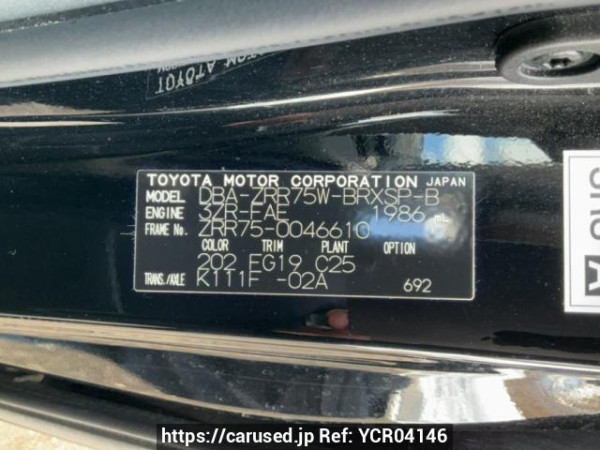 TOYOTA MOTOR CORPORATION JAPAN
MODEL DBA-ZRR75W-BRXSP-B
ENGINE 3ZR-FAE 1986 mL
FRAME No. ZRR75-0046610
COLOR TRIM PLANT OPTION
202 FG19 C25
TRANS./AXLE K111F -02A 692
https://carused.jp Ref: YCR04146